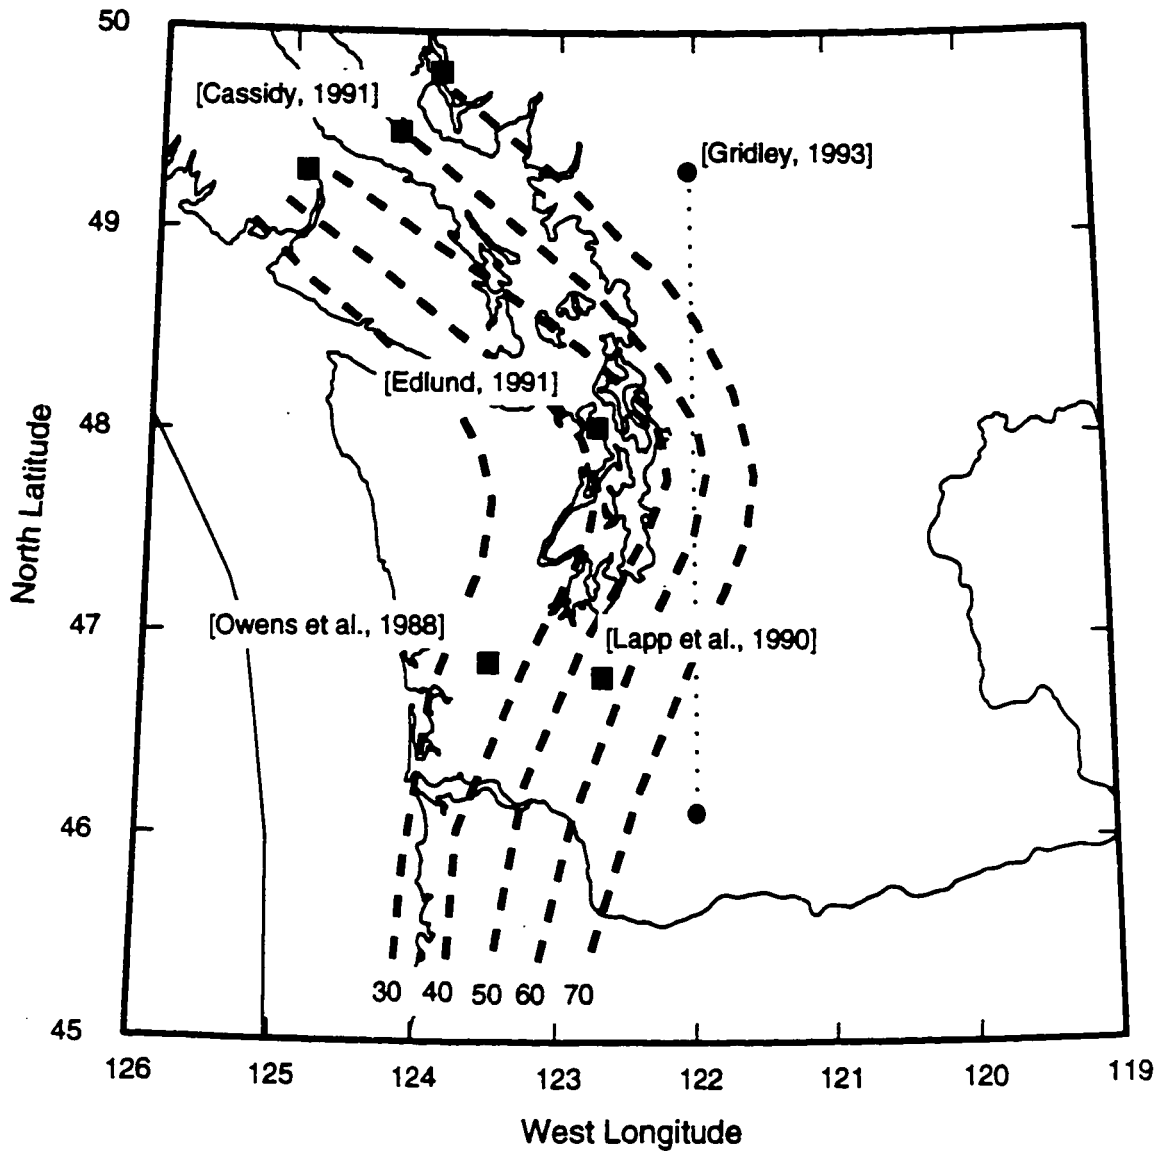 50
[Cassidy, 1991]
[Gridley, 1993]
49
[Edlund, 1991]
48
North Latitude
47
[Owens et al., 1988]
[Lapp et al., 1990]
46
30 40 50 60 70
45
126 125 124 123 122 121 120 119
West Longitude